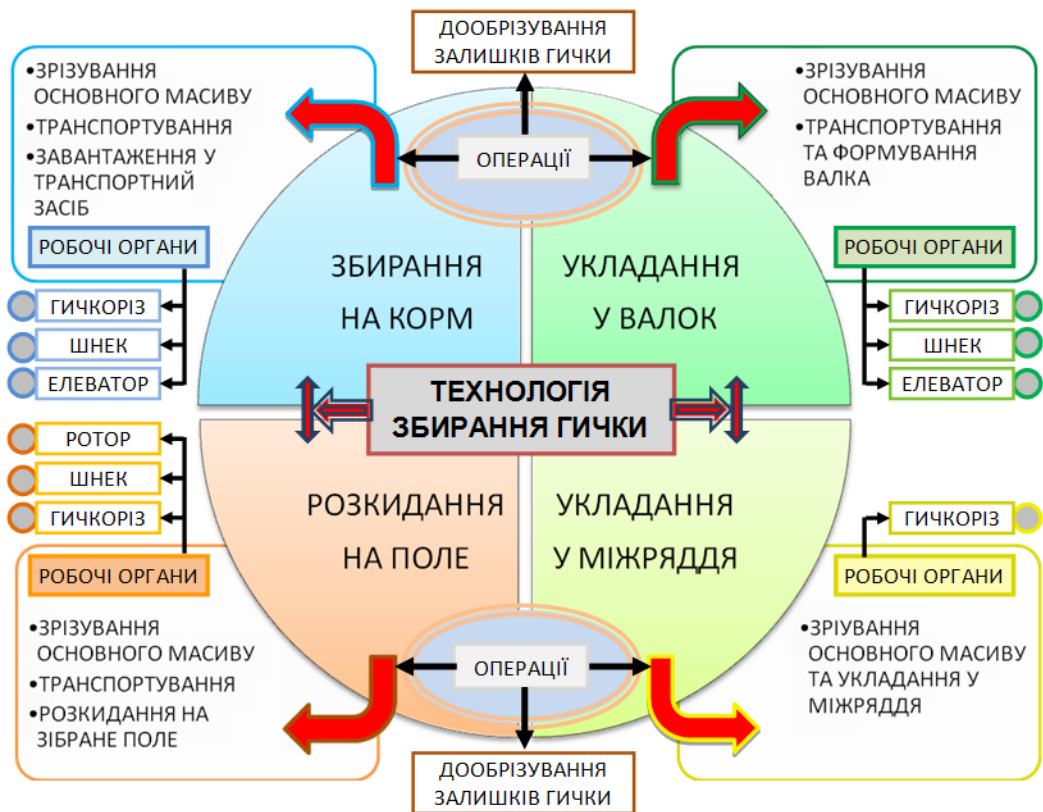 ДООБРІЗУВАННЯ
ЗАЛИШКІВ ГИЧКИ
•ЗРІЗУВАННЯ
ОСНОВНОГО МАСИВУ
•ТРАНСПОРТУВАННЯ
•ЗАВАНТАЖЕННЯ У
ТРАНСПОРТНИЙ
ЗАСІБ
РОБОЧІ ОРГАНИ
ГИЧКОРІЗ
ШНЕК
ЕЛЕВАТОР
ОПЕРАЦІЇ
•ЗРІЗУВАННЯ
ОСНОВНОГО МАСИВУ
•ТРАНСПОРТУВАННЯ
ТА ФОРМУВАННЯ
ВАЛКА
РОБОЧІ ОРГАНИ
ГИЧКОРІЗ
ШНЕК
ЕЛЕВАТОР
ЗБИРАННЯ
НА КОРМ
УКЛАДАННЯ
У ВАЛОК
ТЕХНОЛОГІЯ
ЗБИРАННЯ ГИЧКИ
РОЗКИДАННЯ
НА ПОЛЕ
УКЛАДАННЯ
У МІЖРЯДДЯ
РОТОР
ШНЕК
ГИЧКОРІЗ
РОБОЧІ ОРГАНИ
•ЗРІЗУВАННЯ
ОСНОВНОГО МАСИВУ
•ТРАНСПОРТУВАННЯ
•РОЗКИДАННЯ НА
ЗІБРАНЕ ПОЛЕ
ОПЕРАЦІЇ
ГИЧКОРІЗ
РОБОЧІ ОРГАНИ
•ЗРІУВАННЯ
ОСНОВНОГО МАСИВУ
ТА УКЛАДАННЯ У
МІЖРЯДДЯ
ДООБРІЗУВАННЯ
ЗАЛИШКІВ ГИЧКИ